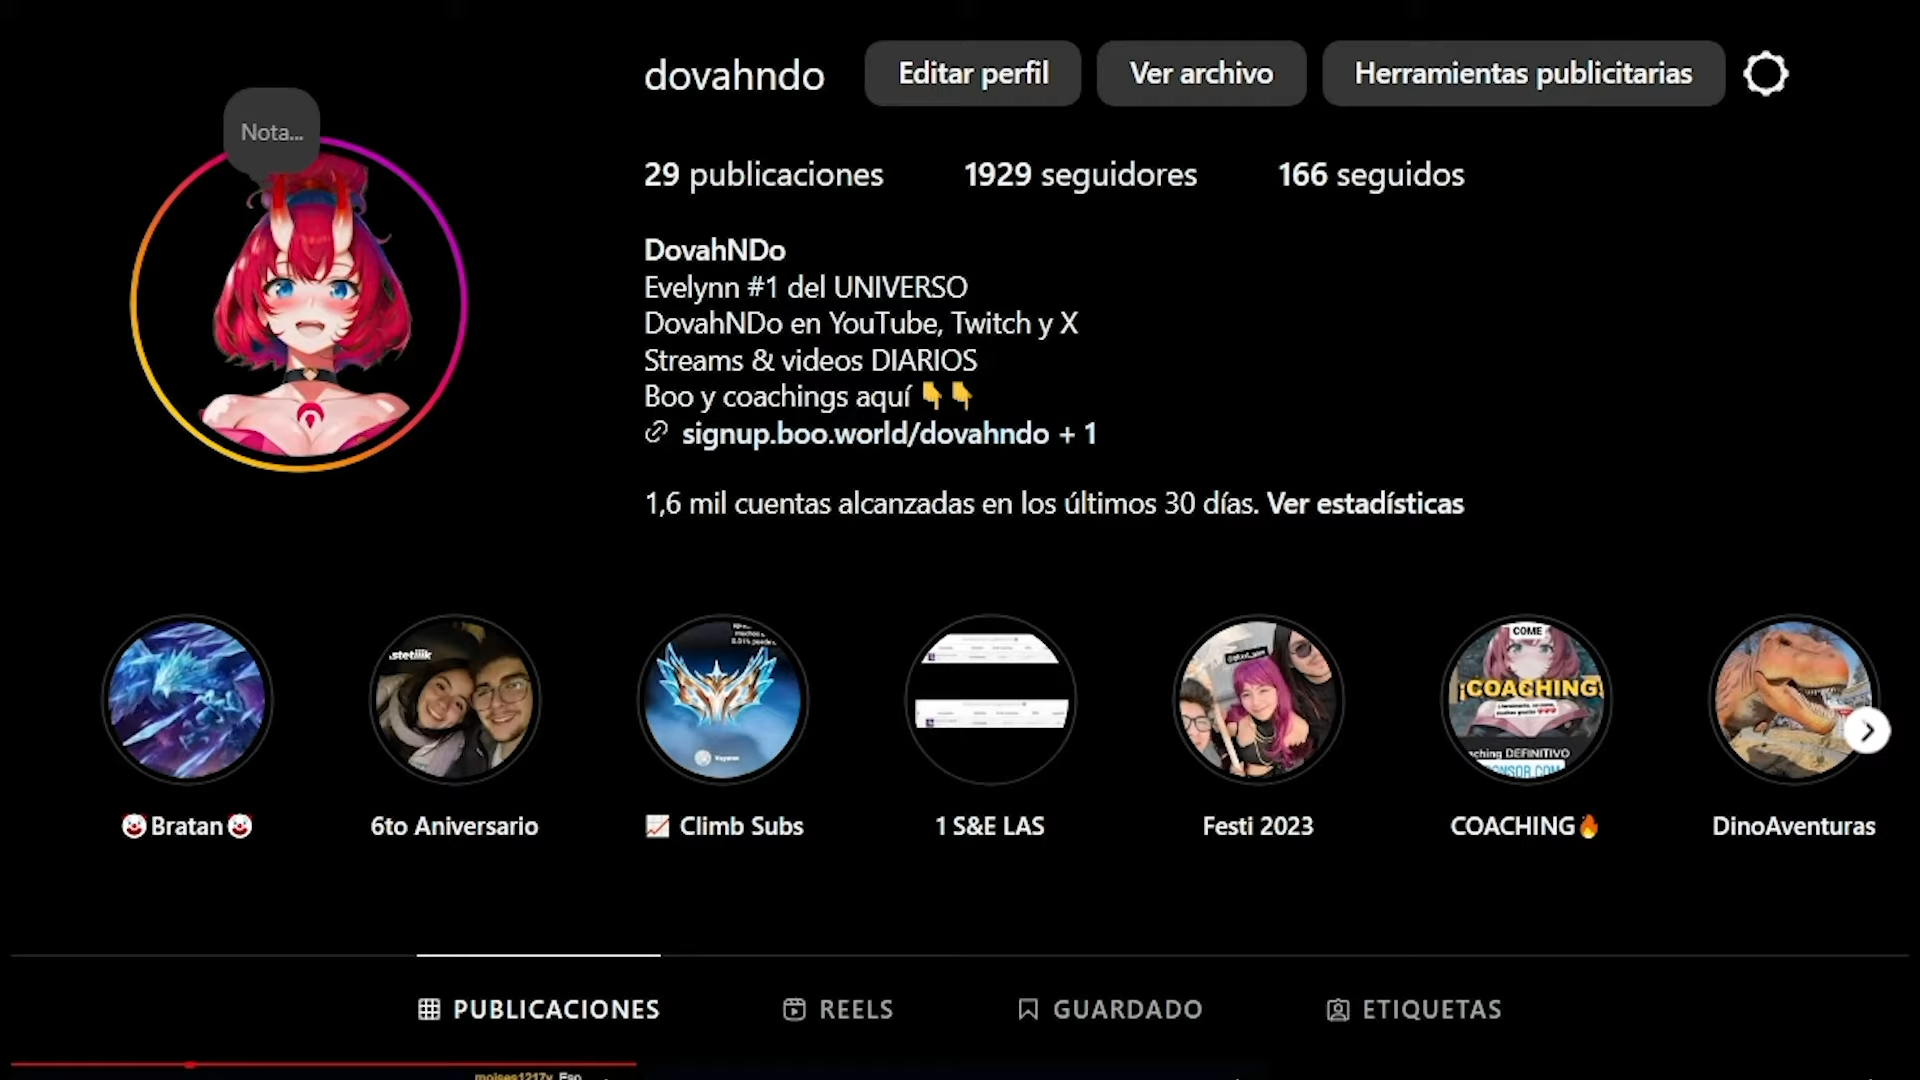 dovahndo Editar perfil Ver archivo Herramientas publicitarias
Nota...
29 publicaciones 1929 seguidores 166 seguidos
DovahNDo
Evelynn #1 del UNIVERSO
DovahNDo en YouTube, Twitch y X
Streams & videos DIARIOS
Boo y coachings aquí 👇👇
signup.boo.world/dovahndo + 1
1,6 mil cuentas alcanzadas en los últimos 30 días. Ver estadísticas
.stetiiik
COME
¡COACHING!
DEFINITIVO
🤡Bratan🤡
6to Aniversario
📈 Climb Subs
1 S&E LAS
Festi 2023
COACHING🔥
DinoAventuras
PUBLICACIONES REELS GUARDADO ETIQUETAS
moises1217y Eso